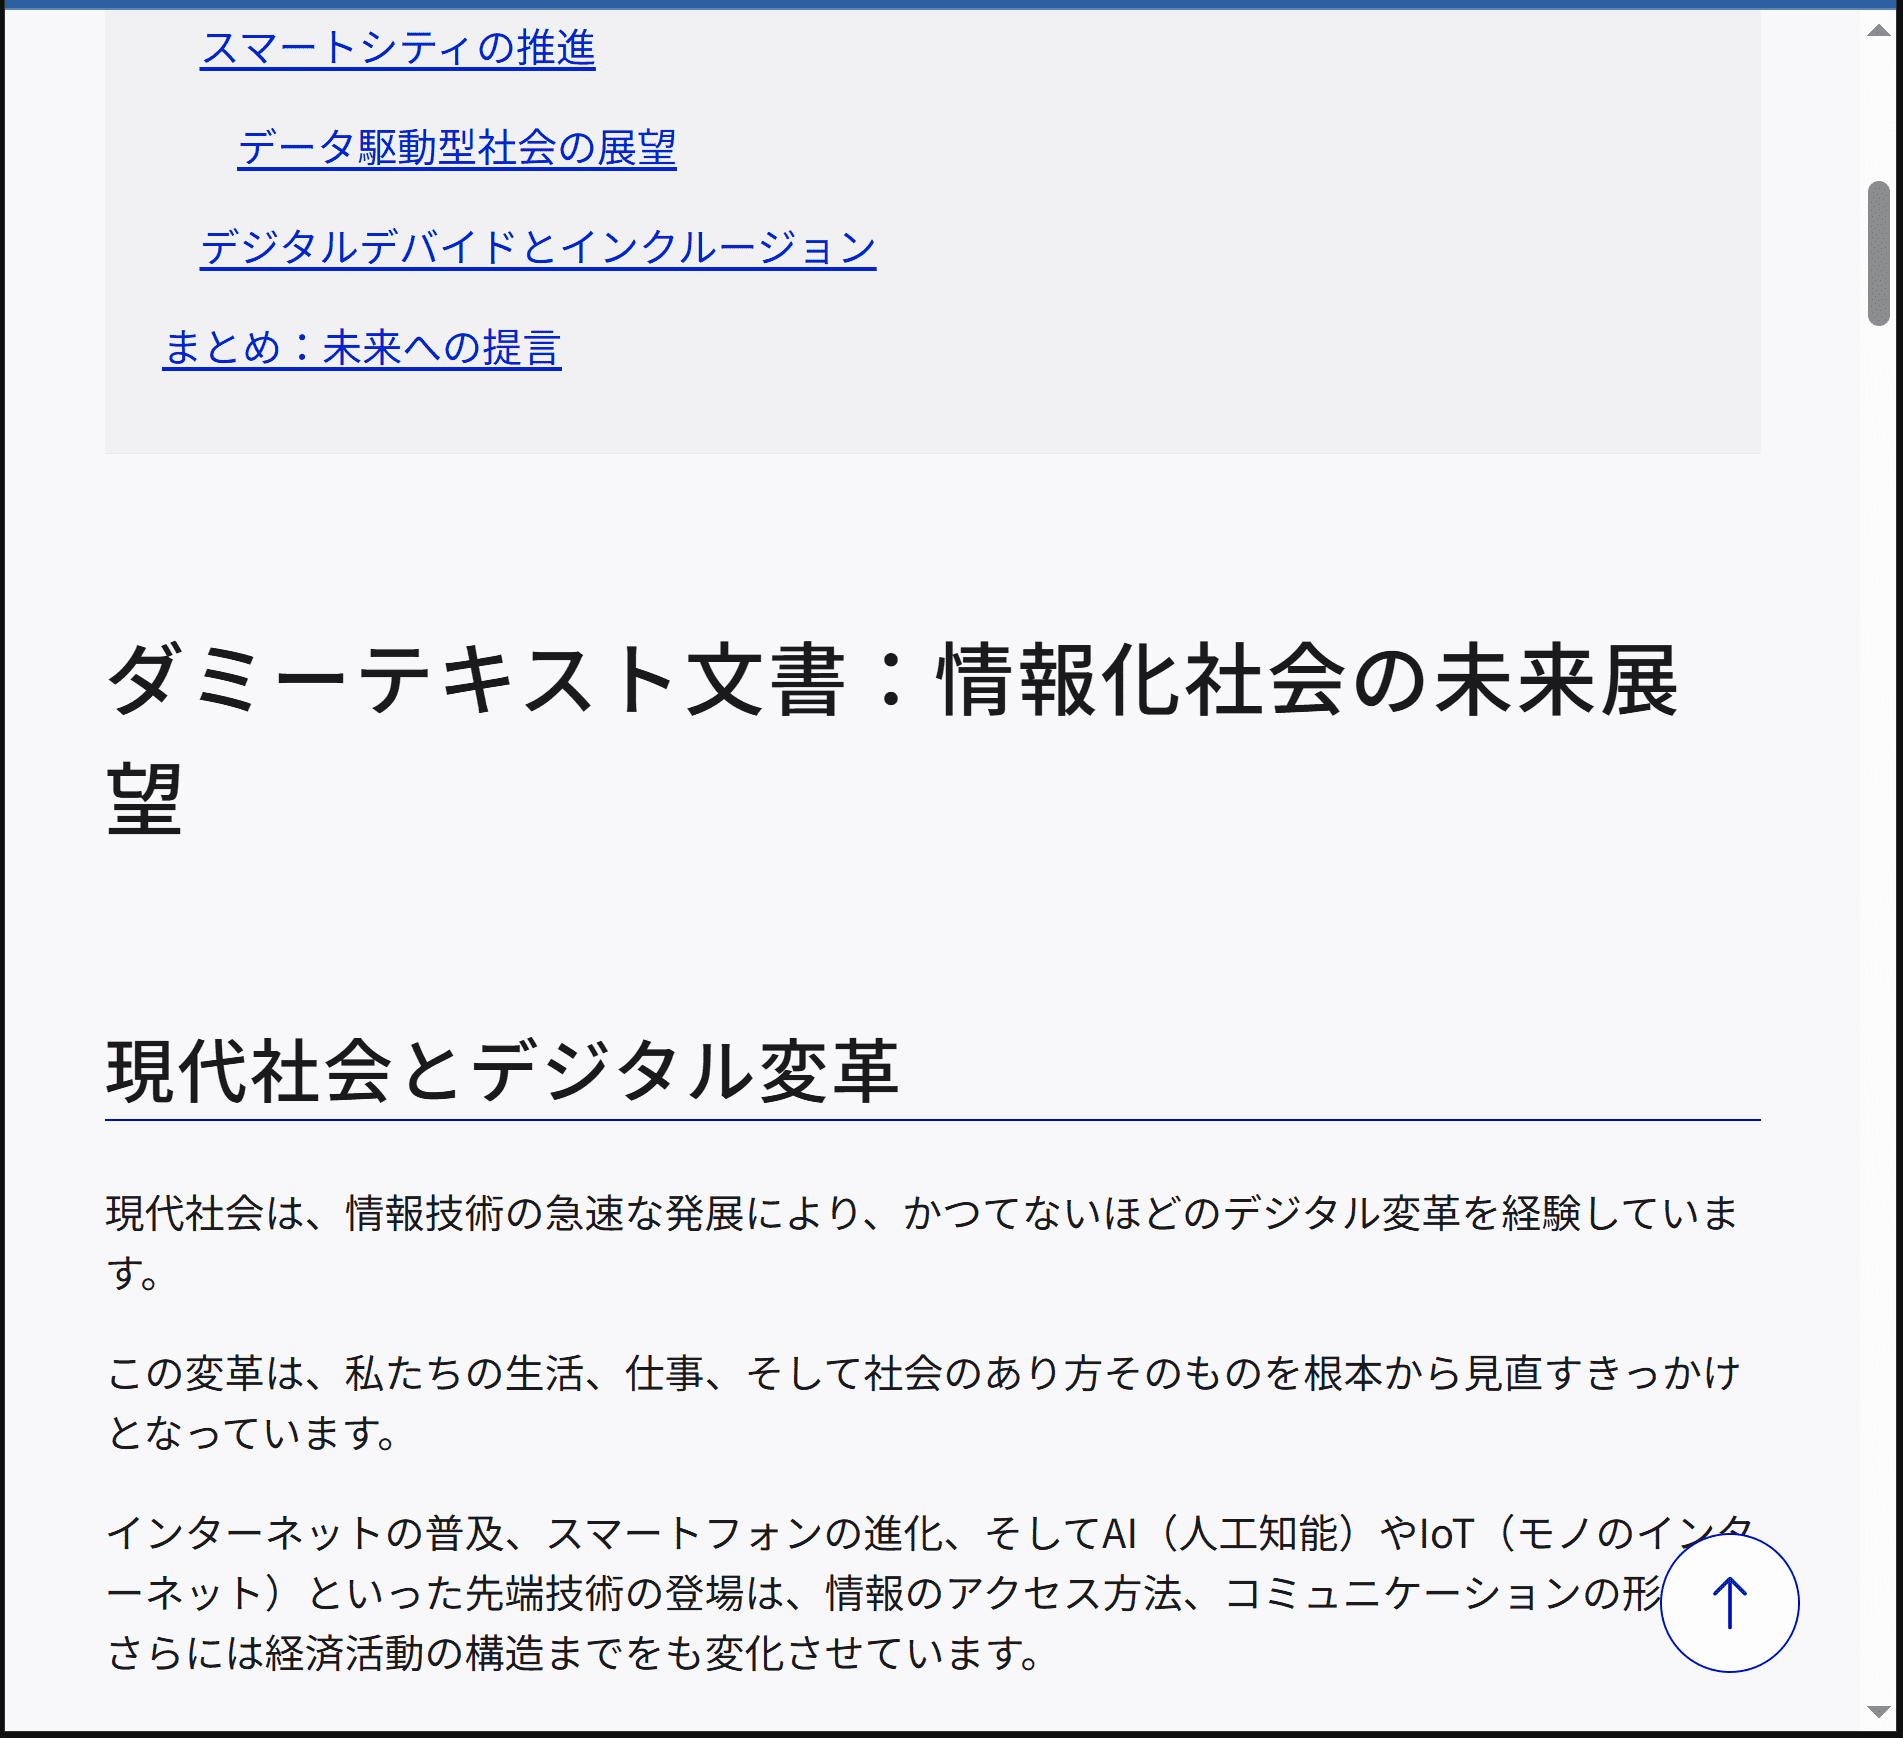 スマートシティの推進
データ駆動型社会の展望
デジタルデバイドとインクルージョン
まとめ：未来への提言
ダミーテキスト文書：情報化社会の未来展
望
現代社会とデジタル変革
現代社会は、情報技術の急速な発展により、かつてないほどのデジタル変革を経験していま
す。
この変革は、私たちの生活、仕事、そして社会のあり方そのものを根本から見直すきっかけ
となっています。
インターネットの普及、スマートフォンの進化、そしてAI（人工知能）やIoT（モノのインタ
ーネット）といった先端技術の登場は、情報のアクセス方法、コミュニケーションの形
さらには経済活動の構造までをも変化させています。